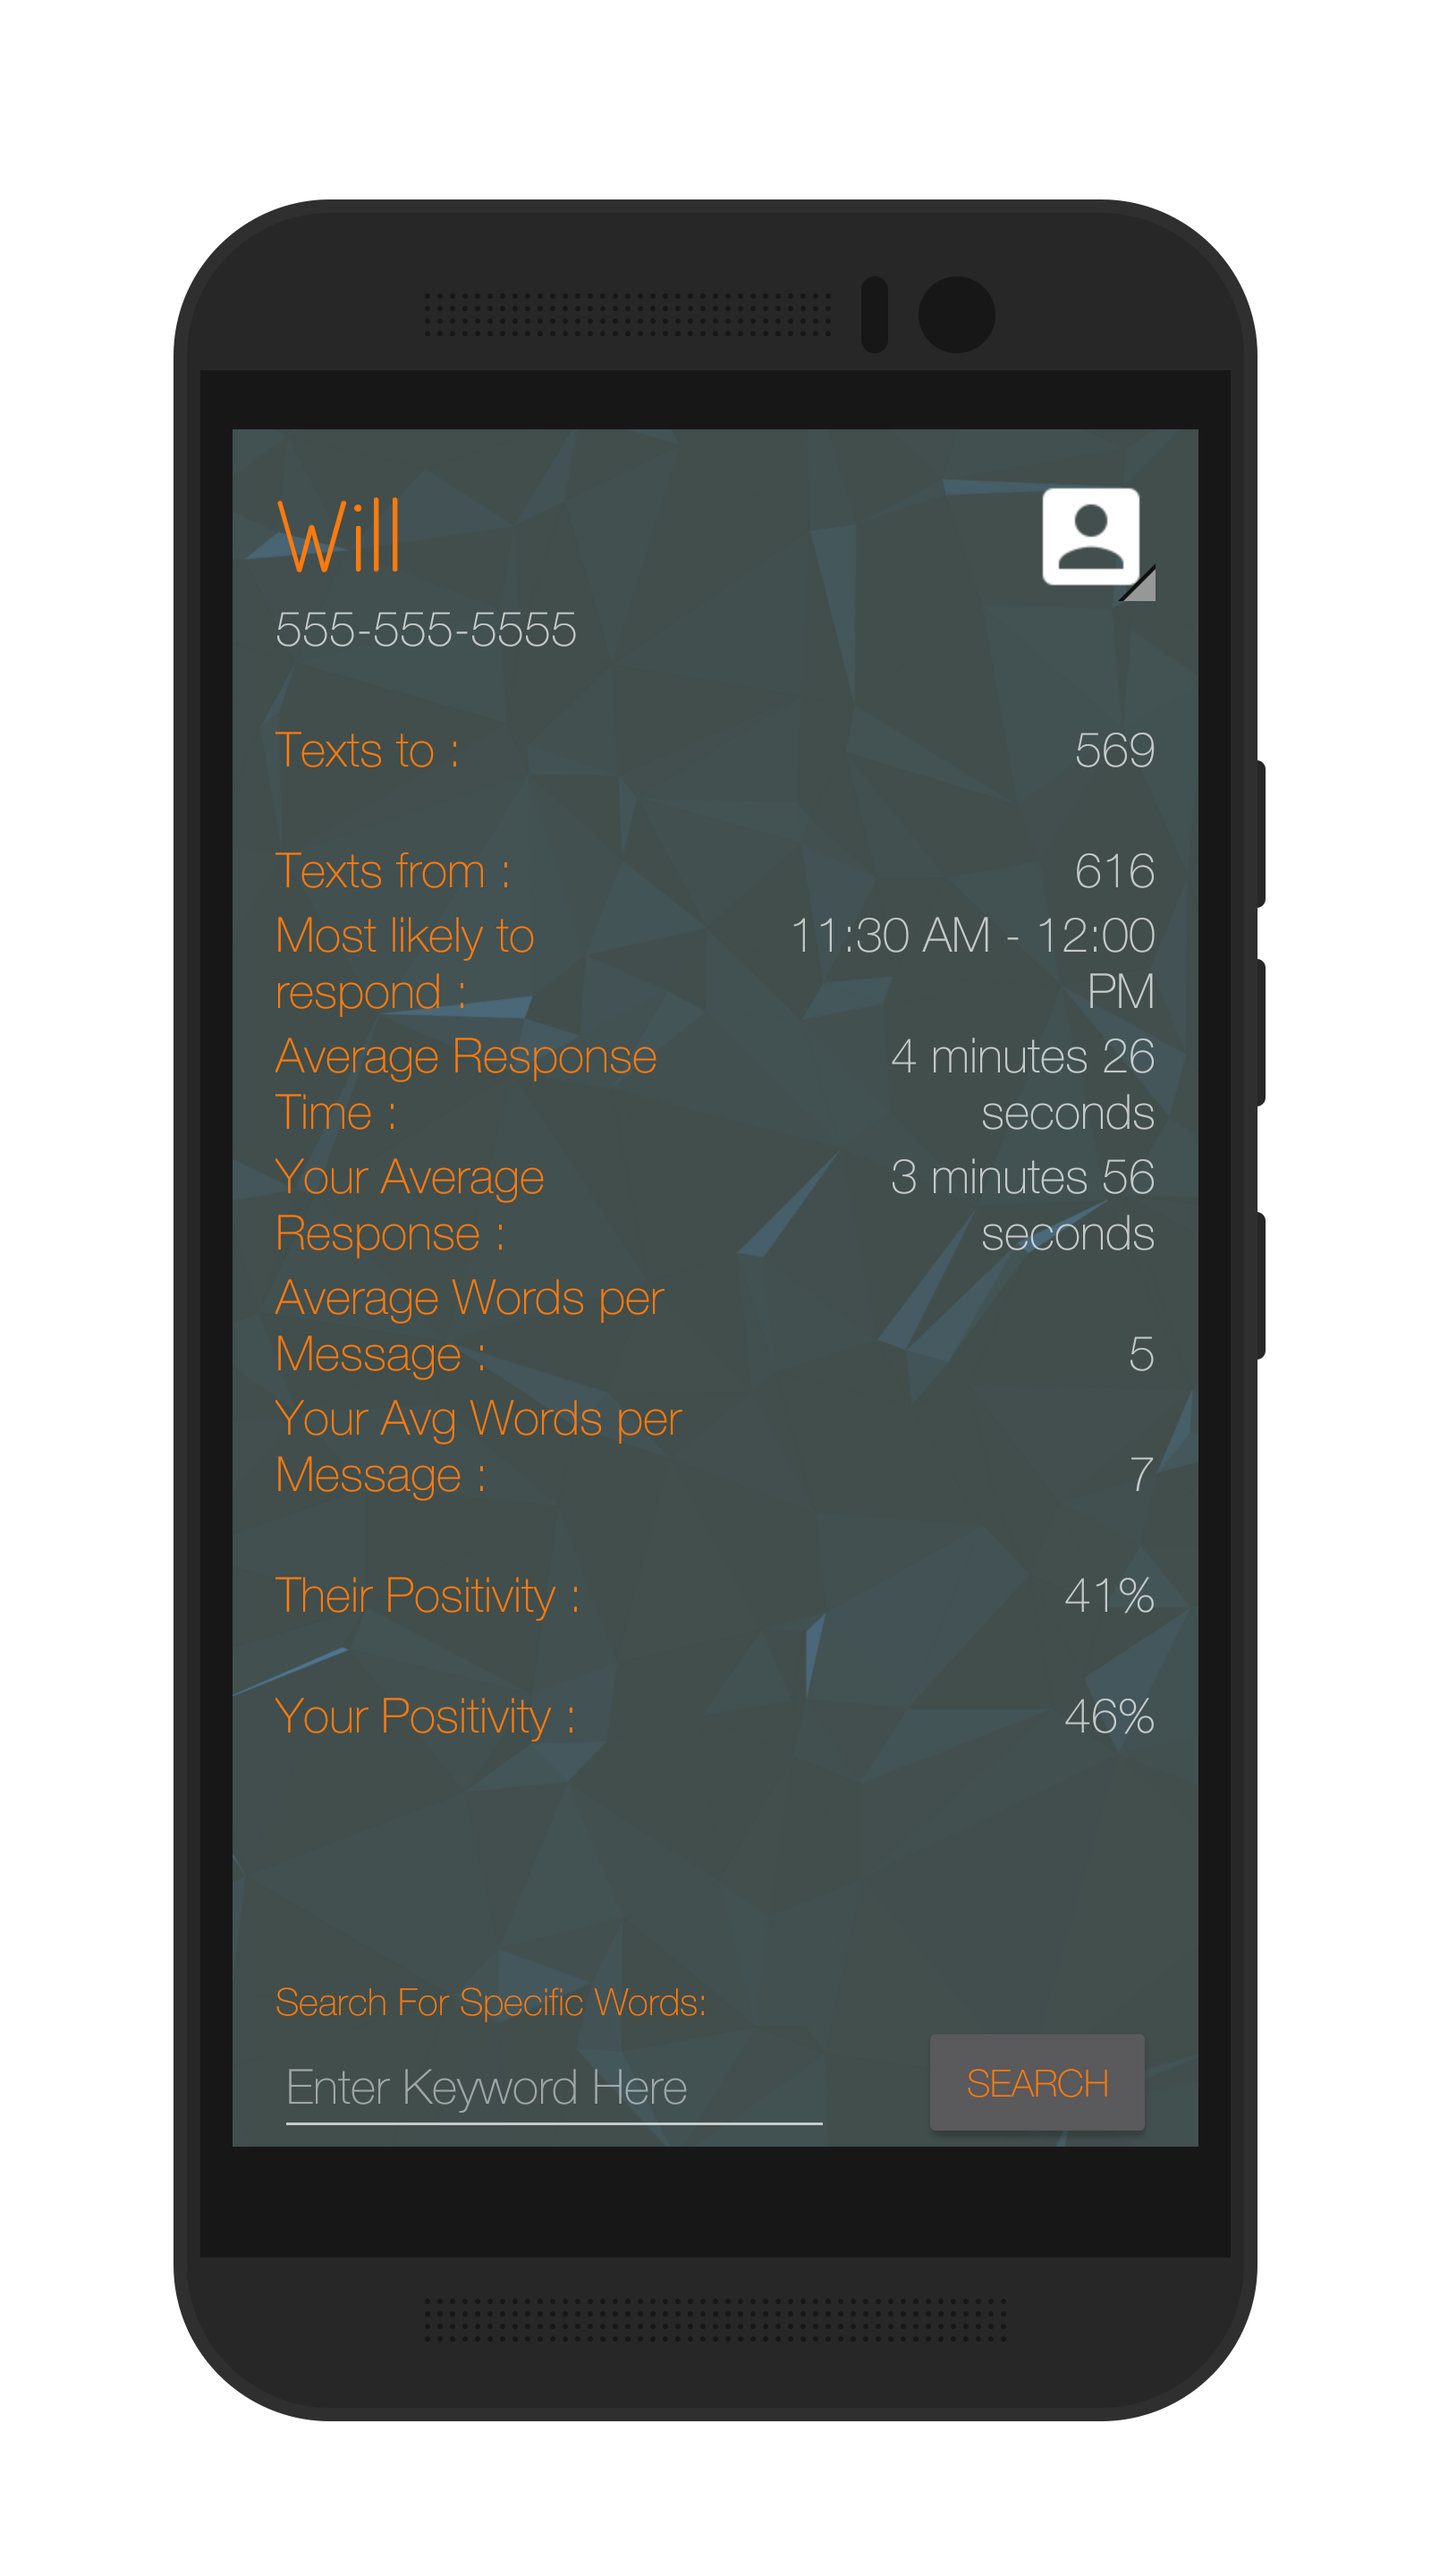 Will
555-555-5555
Texts to : 569
Texts from : 616
Most likely to 11:30 AM - 12:00
respond : PM
Average Response 4 minutes 26
Time : seconds
Your Average 3 minutes 56
Response : seconds
Average Words per
Message : 5
Your Avg Words per
Message : 7
Their Positivity : 41%
Your Positivity : 46%
Search For Specific Words:
Enter Keyword Here SEARCH